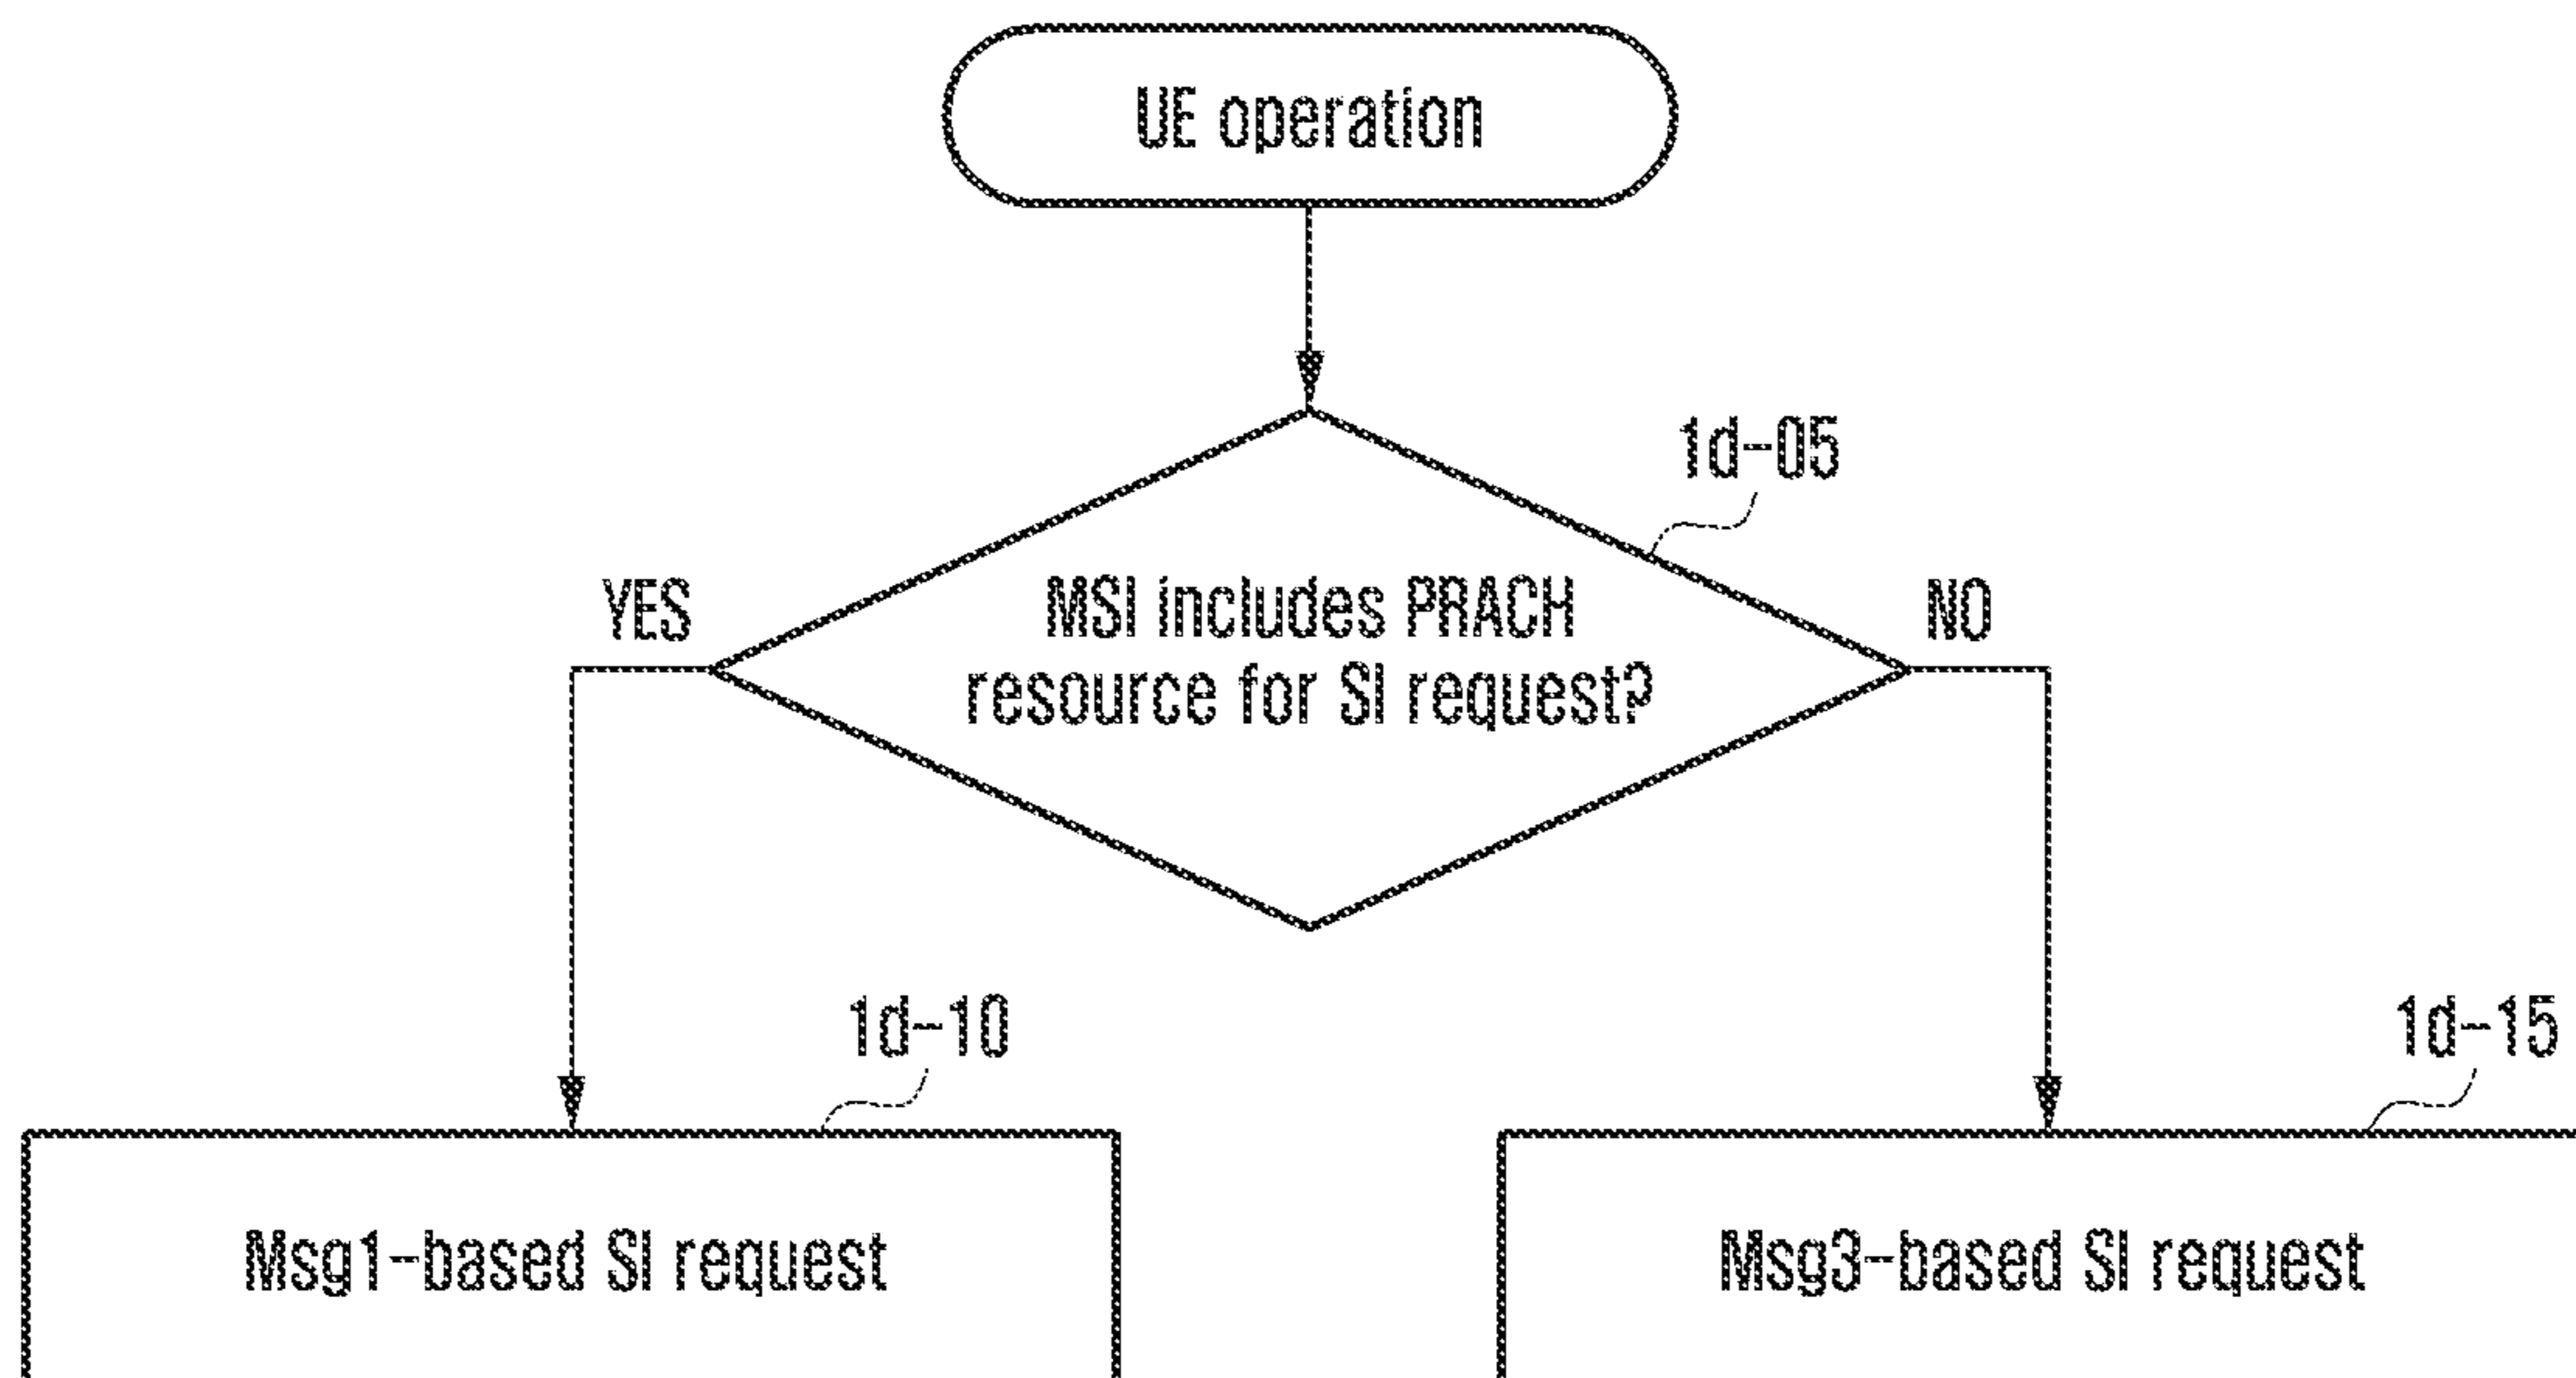 UE operation
1d-05
YES
MSI includes PRACH
resource for SI request?
NO
1d-10
1d-15
Msg1-based SI request
Msg3-based SI request